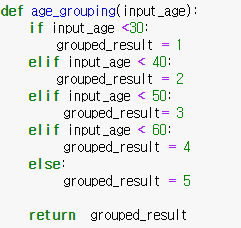 def age_grouping(input_age):
    if input_age <30:
        grouped_result = 1
    elif input_age < 40:
        grouped_result = 2
    elif input_age < 50:
        grouped_result= 3
    elif input_age < 60:
        grouped_result = 4
    else:
        grouped_result = 5
    return  grouped_result